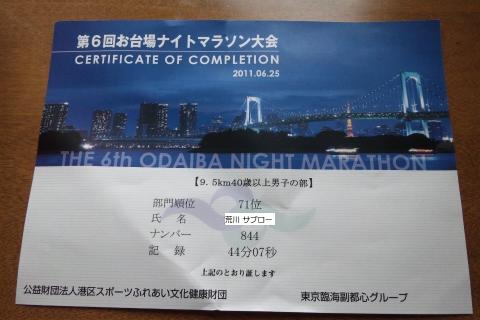 第6回お台場ナイトマラソン大会
CERTIFICATE OF COMPLETION
2011.06.25
THE 6th ODAIBA NIGHT MARATHON
【9.5km40歳以上男子の部】
部門順位 71位
氏名 荒川 サブロー
ナンバー 844
記録 44分07秒
上記のとおり証します
公益財団法人港区スポーツふれあい文化健康財団 東京臨海副都心グループ